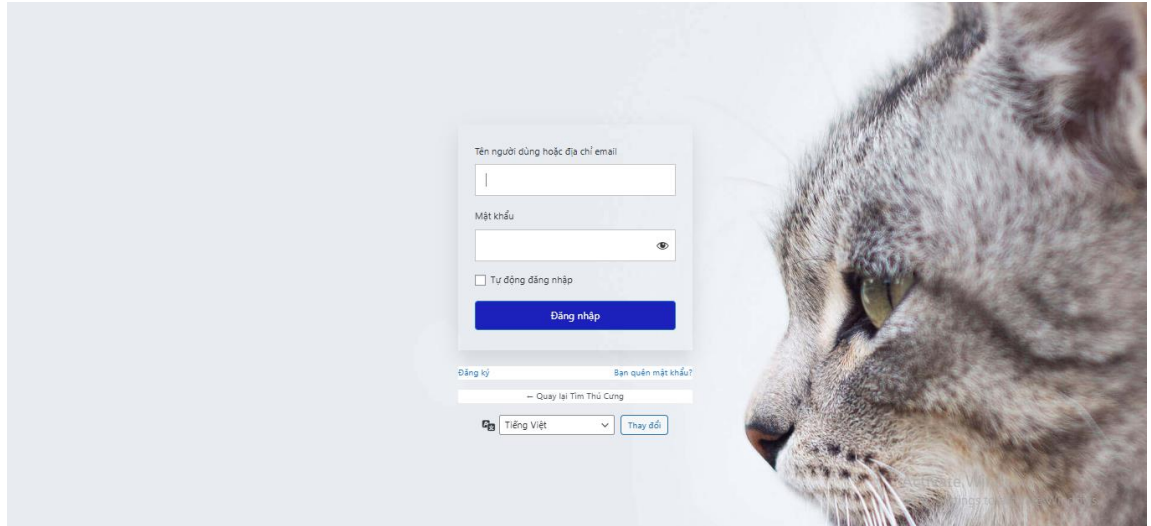 Tên người dùng hoặc địa chỉ email
Mật khẩu
Tự động đăng nhập
Đăng nhập
Đăng ký Bạn quên mật khẩu?
← Quay lại Tìm Thú Cưng
Tiếng Việt Thay đổi